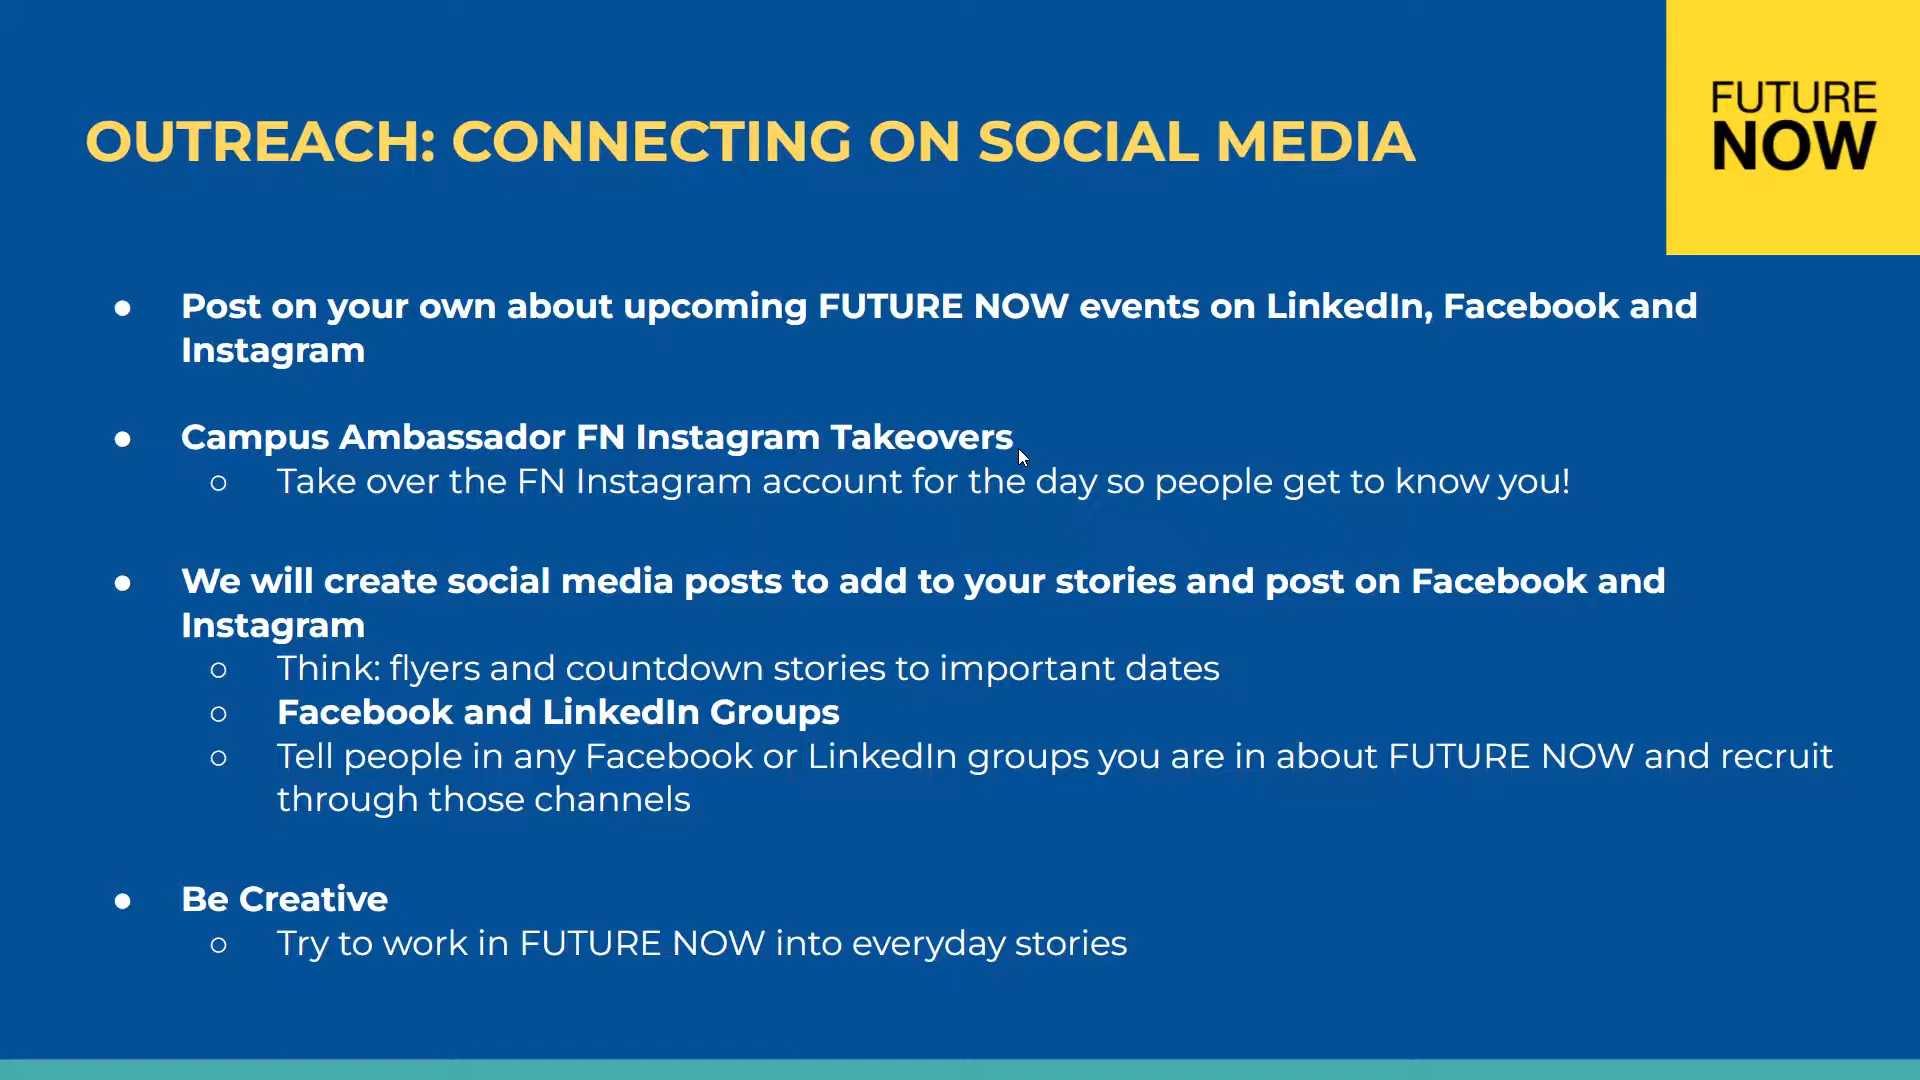 FUTURE
NOW
OUTREACH: CONNECTING ON SOCIAL MEDIA
● Post on your own about upcoming FUTURE NOW events on LinkedIn, Facebook and
Instagram
● Campus Ambassador FN Instagram Takeovers
○ Take over the FN Instagram account for the day so people get to know you!
● We will create social media posts to add to your stories and post on Facebook and
Instagram
○ Think: flyers and countdown stories to important dates
○ Facebook and LinkedIn Groups
○ Tell people in any Facebook or LinkedIn groups you are in about FUTURE NOW and recruit
through those channels
● Be Creative
○ Try to work in FUTURE NOW into everyday stories